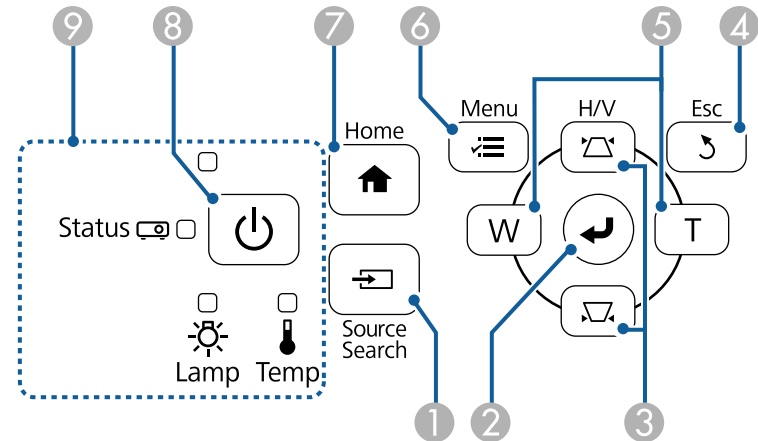 9 8 7 6 5 4
Menu H/V Esc
Home
Status
W T
Source
Search
Lamp Temp
1 2 3